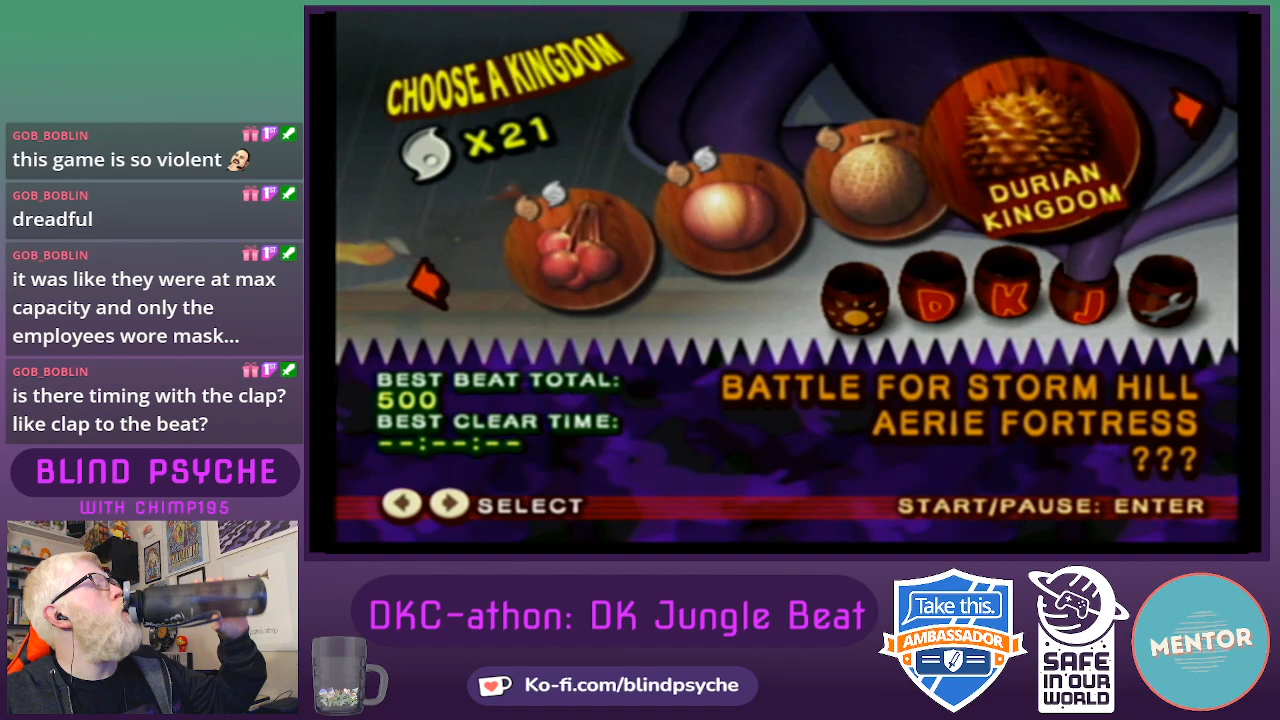 GOB_BOBLIN
this game is so violent
GOB_BOBLIN
dreadful
GOB_BOBLIN
it was like they were at max
capacity and only the
employees wore mask...
GOB_BOBLIN
is there timing with the clap?
like clap to the beat?
BLIND PSYCHE
WITH CHIMP195
CHOOSE A KINGDOM
X21
DURIAN
KINGDOM
D K J
BEST BEAT TOTAL:
500
BEST CLEAR TIME:
--:--:--
BATTLE FOR STORM HILL
AERIE FORTRESS
???
SELECT
START/PAUSE: ENTER
DKC-athon: DK Jungle Beat
Ko-fi.com/blindpsyche
Take this.
AMBASSADOR
SAFE
IN OUR
WORLD
MENTOR